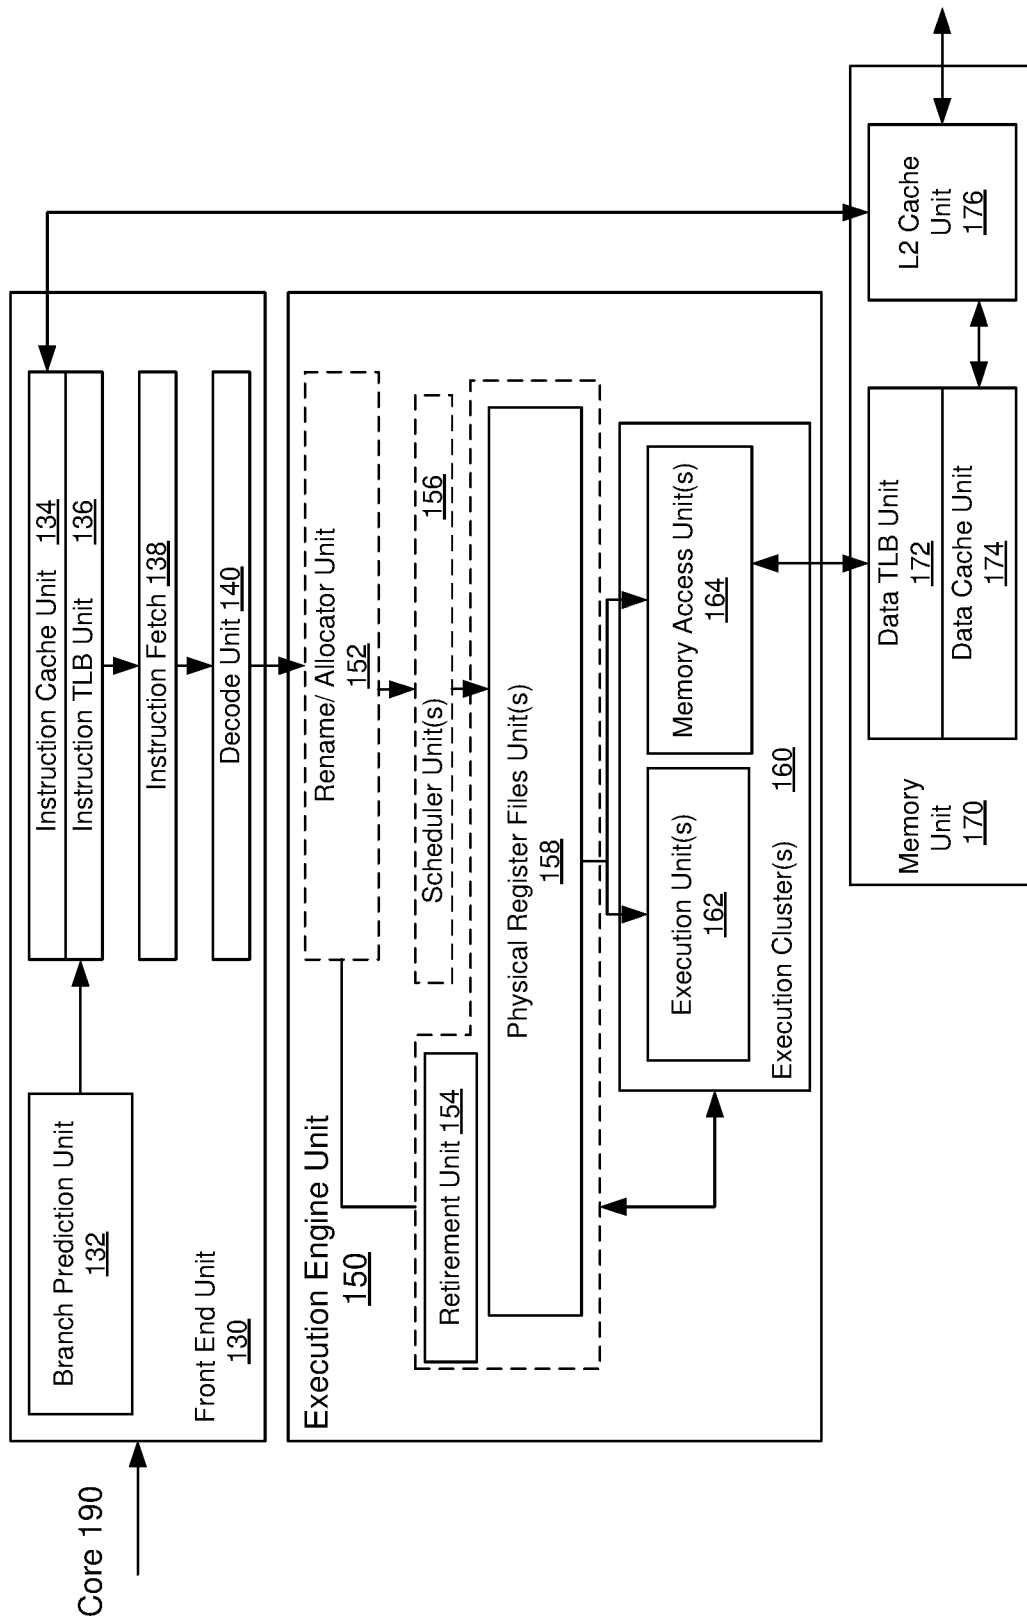 Core 190
Branch Prediction Unit
132
Front End Unit
130
Instruction Cache Unit 134
Instruction TLB Unit 136
Instruction Fetch 138
Decode Unit 140
Execution Engine Unit
150
Rename/ Allocator Unit
152
Scheduler Unit(s) 156
Retirement Unit 154
Physical Register Files Unit(s)
158
Execution Unit(s)
162
Memory Access Unit(s)
164
Execution Cluster(s) 160
Memory
Unit
170
Data TLB Unit
172
Data Cache Unit
174
L2 Cache
Unit
176